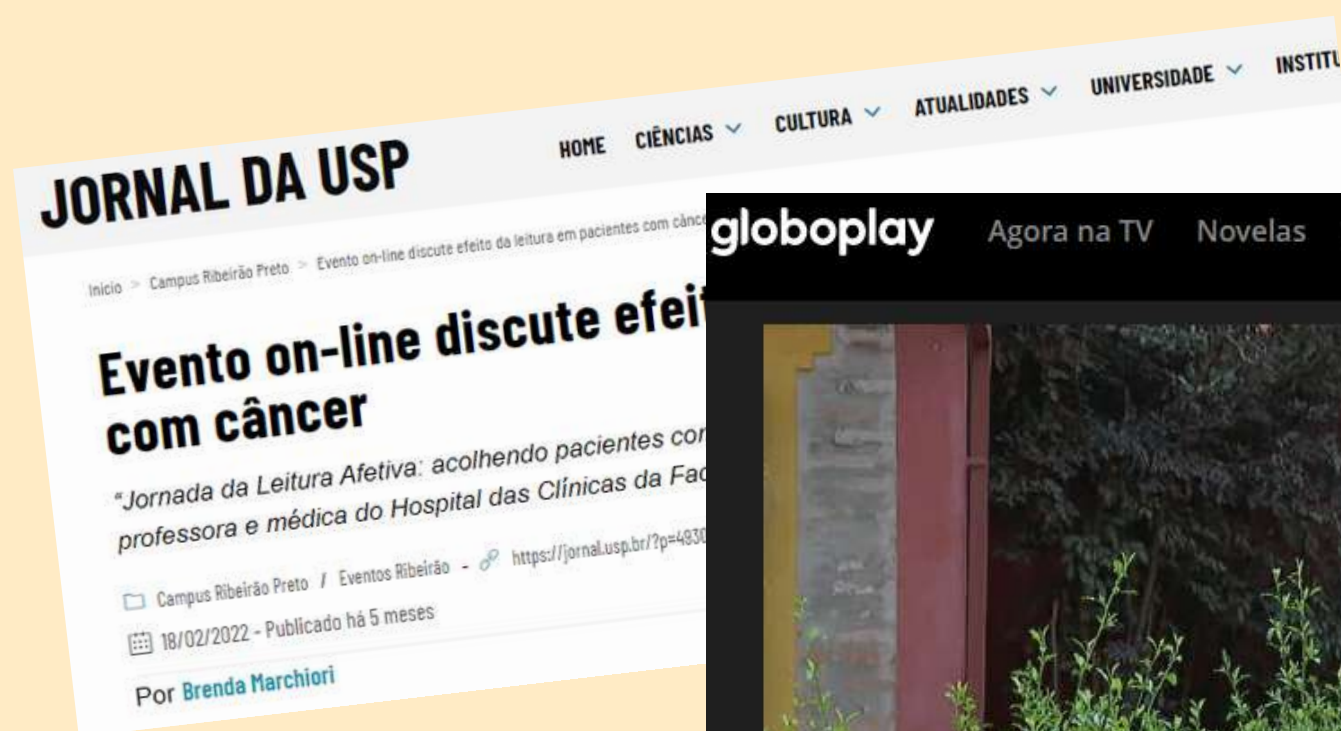 JORNAL DA USP
HOME CIÊNCIAS CULTURA ATUALIDADES UNIVERSIDADE
Início > Campus Ribeirão Preto > Evento on-line discute efeito da leitura em pacientes com
Evento on-line discute
com câncer
"Jornada da Leitura Afetiva: acolhendo pacientes
professora e médica do Hospital das Clínicas da
Campus Ribeirão Preto / Eventos Ribeirão - https://jornal.usp.br/?p=4930
18/02/2022 - Publicado há 5 meses
Por Brenda Marchiori
globoplay Agora na TV Novelas